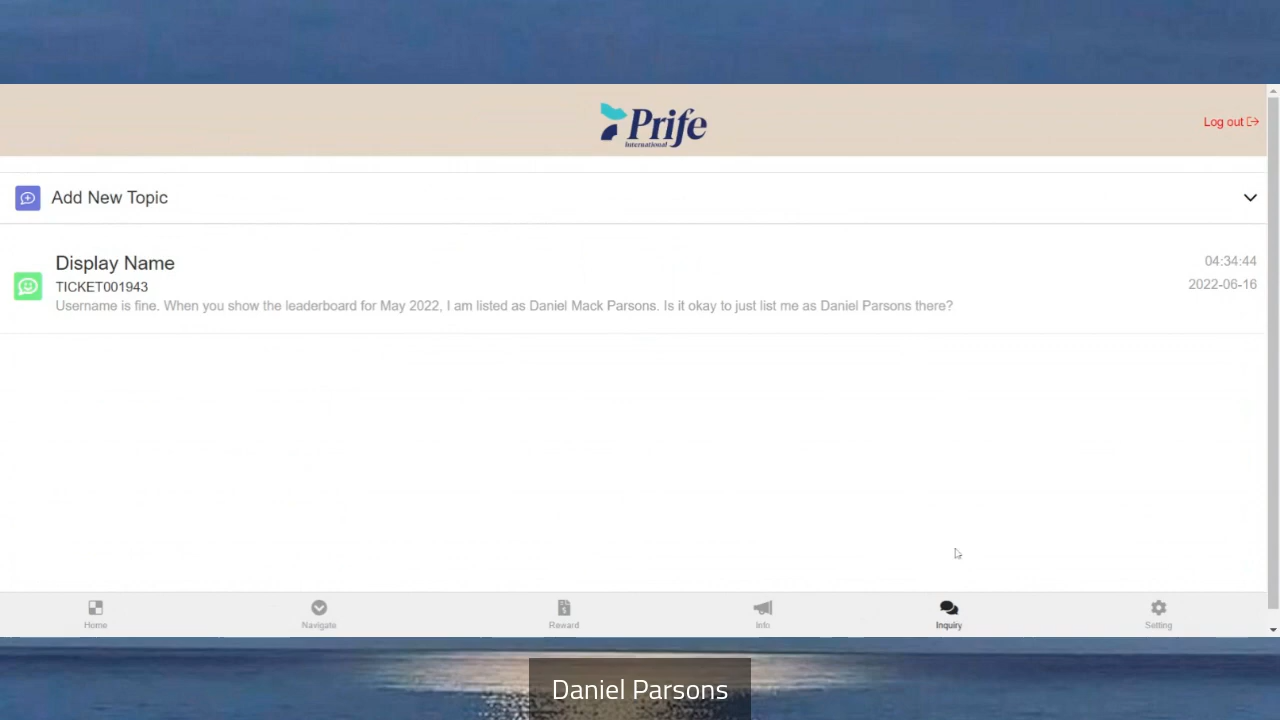 Prife
International
Log out
Add New Topic
Display Name
04:34:44
TICKET001943
2022-06-16
Username is fine. When you show the leaderboard for May 2022, I am listed as Daniel Mack Parsons. Is it okay to just list me as Daniel Parsons there?
Home
Navigate
Reward
Info
Inquiry
Setting
Daniel Parsons